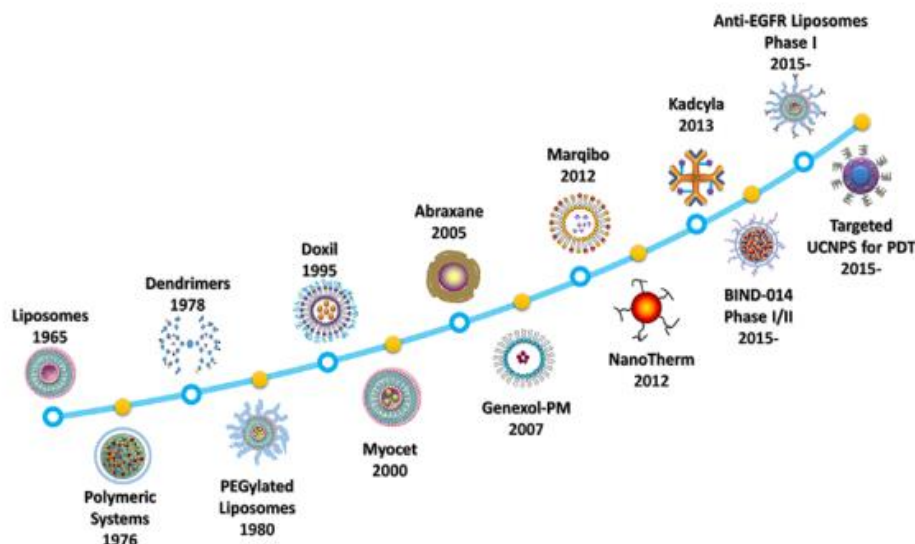 Liposomes
1965
Polymeric
Systems
1976
Dendrimers
1978
PEGylated
Liposomes
1980
Doxil
1995
Myocet
2000
Abraxane
2005
Genexol-PM
2007
Marqibo
2012
NanoTherm
2012
Kadcyla
2013
BIND-014
Phase I/II
2015-
Anti-EGFR Liposomes
Phase I
2015-
Targeted
UCNPS for PDT
2015-